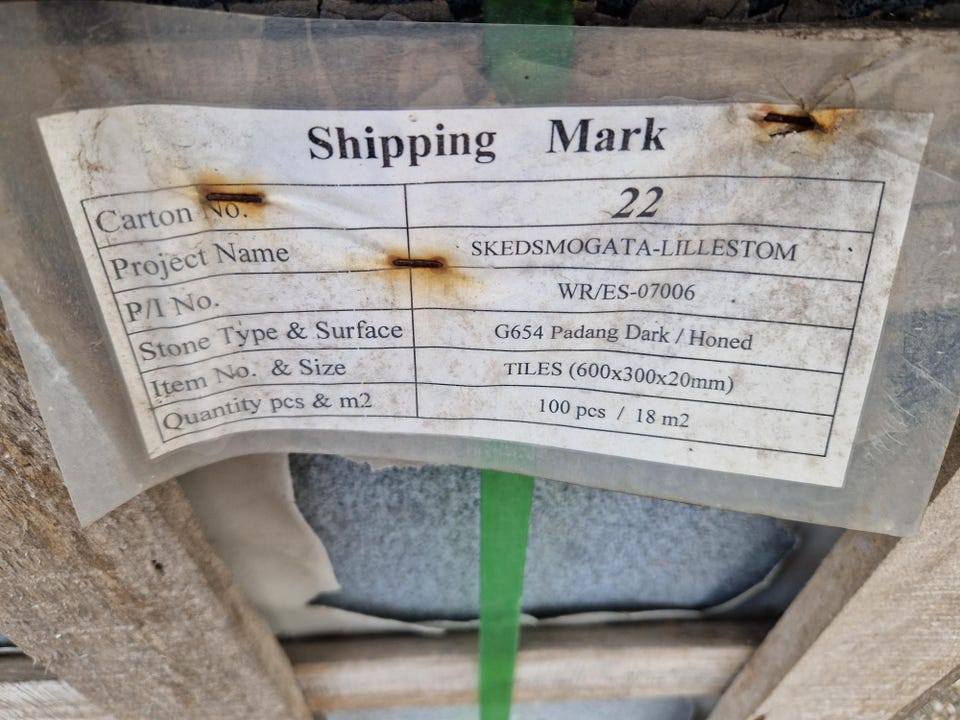 Shipping Mark
Carton No. 22
Project Name SKEDSMOGATA-LILLESTOM
P/I No. WR/ES-07006
Stone Type & Surface G654 Padang Dark / Honed
Item No. & Size TILES (600x300x20mm)
Quantity pcs & m2 100 pcs / 18 m2